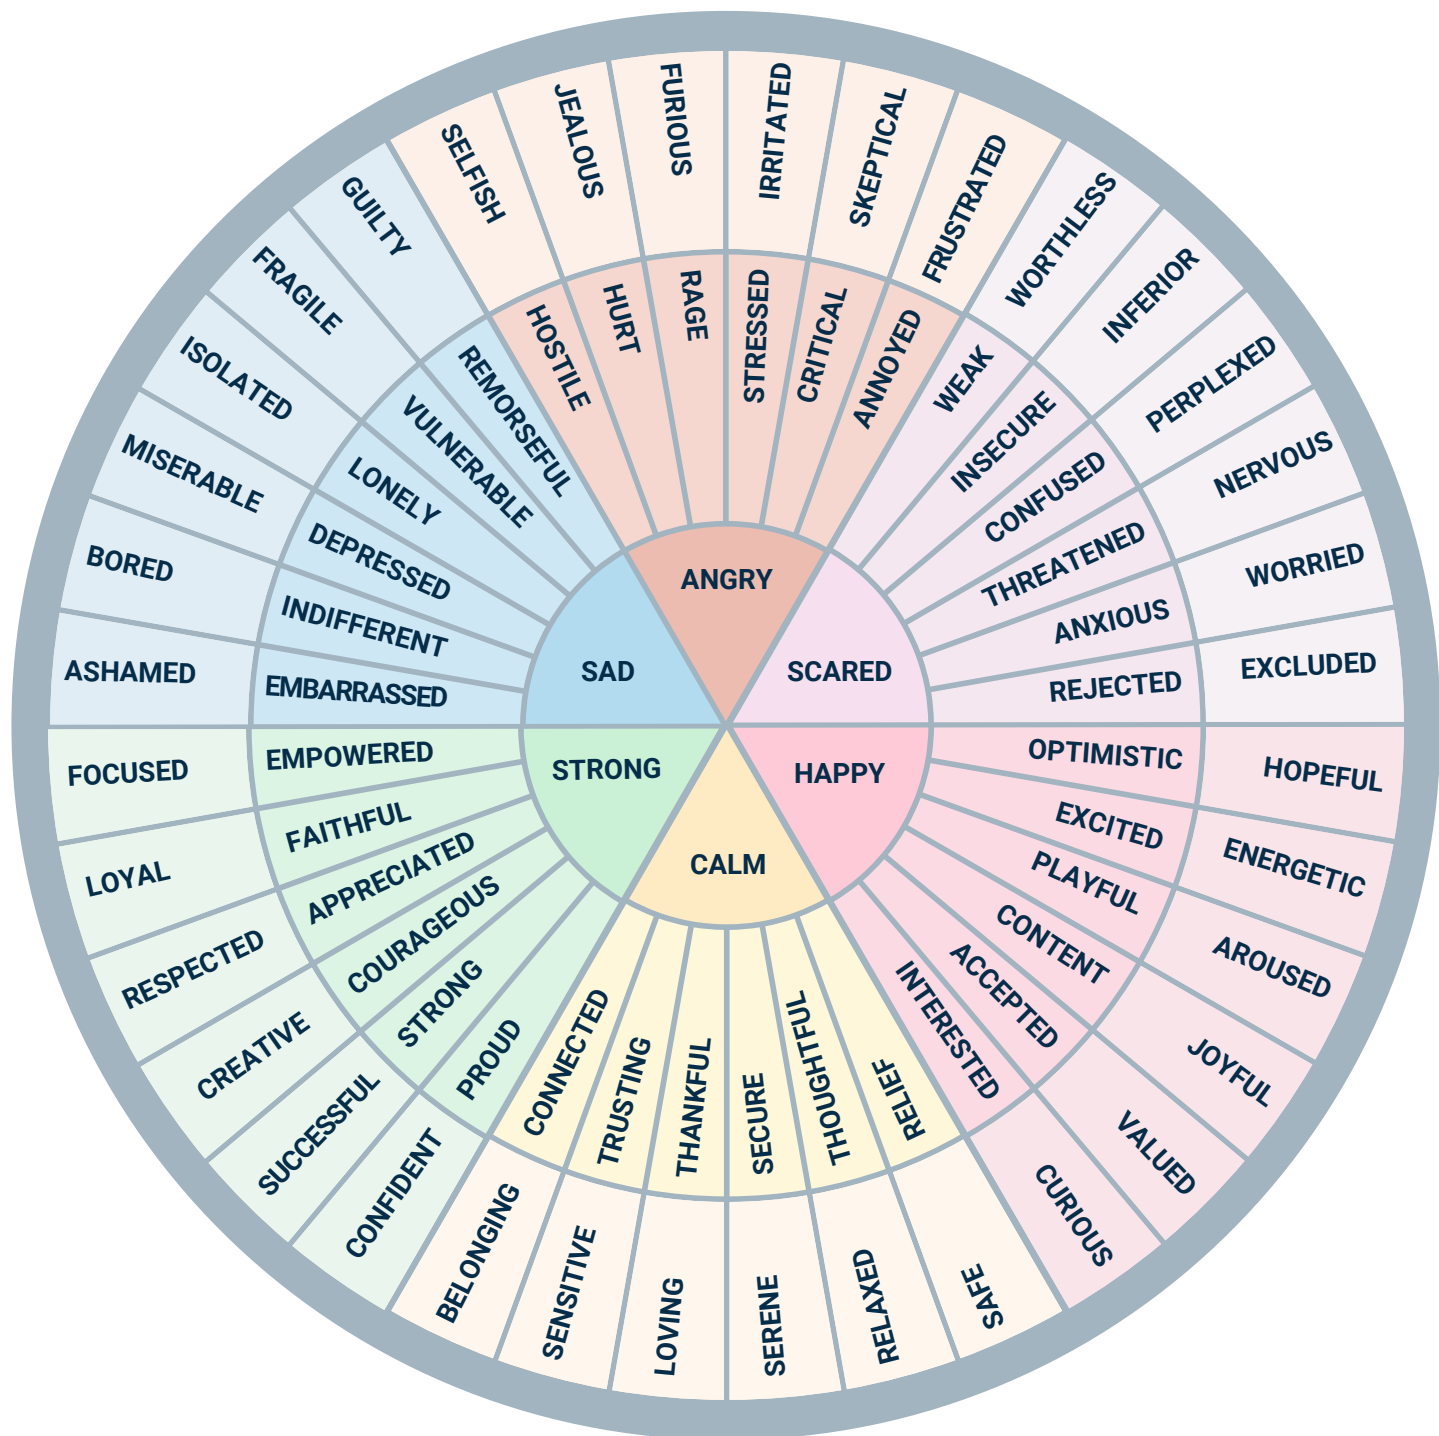 ANGRY
SCARED
HAPPY
CALM
STRONG
SAD
HOSTILE
HURT
RAGE
STRESSED
CRITICAL
ANNOYED
SELFISH
JEALOUS
FURIOUS
IRRITATED
SKEPTICAL
FRUSTRATED
WEAK
INSECURE
CONFUSED
THREATENED
ANXIOUS
REJECTED
WORTHLESS
INFERIOR
PERPLEXED
NERVOUS
WORRIED
EXCLUDED
OPTIMISTIC
EXCITED
PLAYFUL
CONTENT
ACCEPTED
INTERESTED
HOPEFUL
ENERGETIC
AROUSED
JOYFUL
VALUED
CURIOUS
RELIEF
THOUGHTFUL
SECURE
THANKFUL
TRUSTING
CONNECTED
SAFE
RELAXED
SERENE
LOVING
SENSITIVE
BELONGING
PROUD
STRONG
COURAGEOUS
APPRECIATED
FAITHFUL
EMPOWERED
CONFIDENT
SUCCESSFUL
CREATIVE
RESPECTED
LOYAL
FOCUSED
EMBARRASSED
INDIFFERENT
DEPRESSED
LONELY
VULNERABLE
REMORSEFUL
ASHAMED
BORED
MISERABLE
ISOLATED
FRAGILE
GUILTY